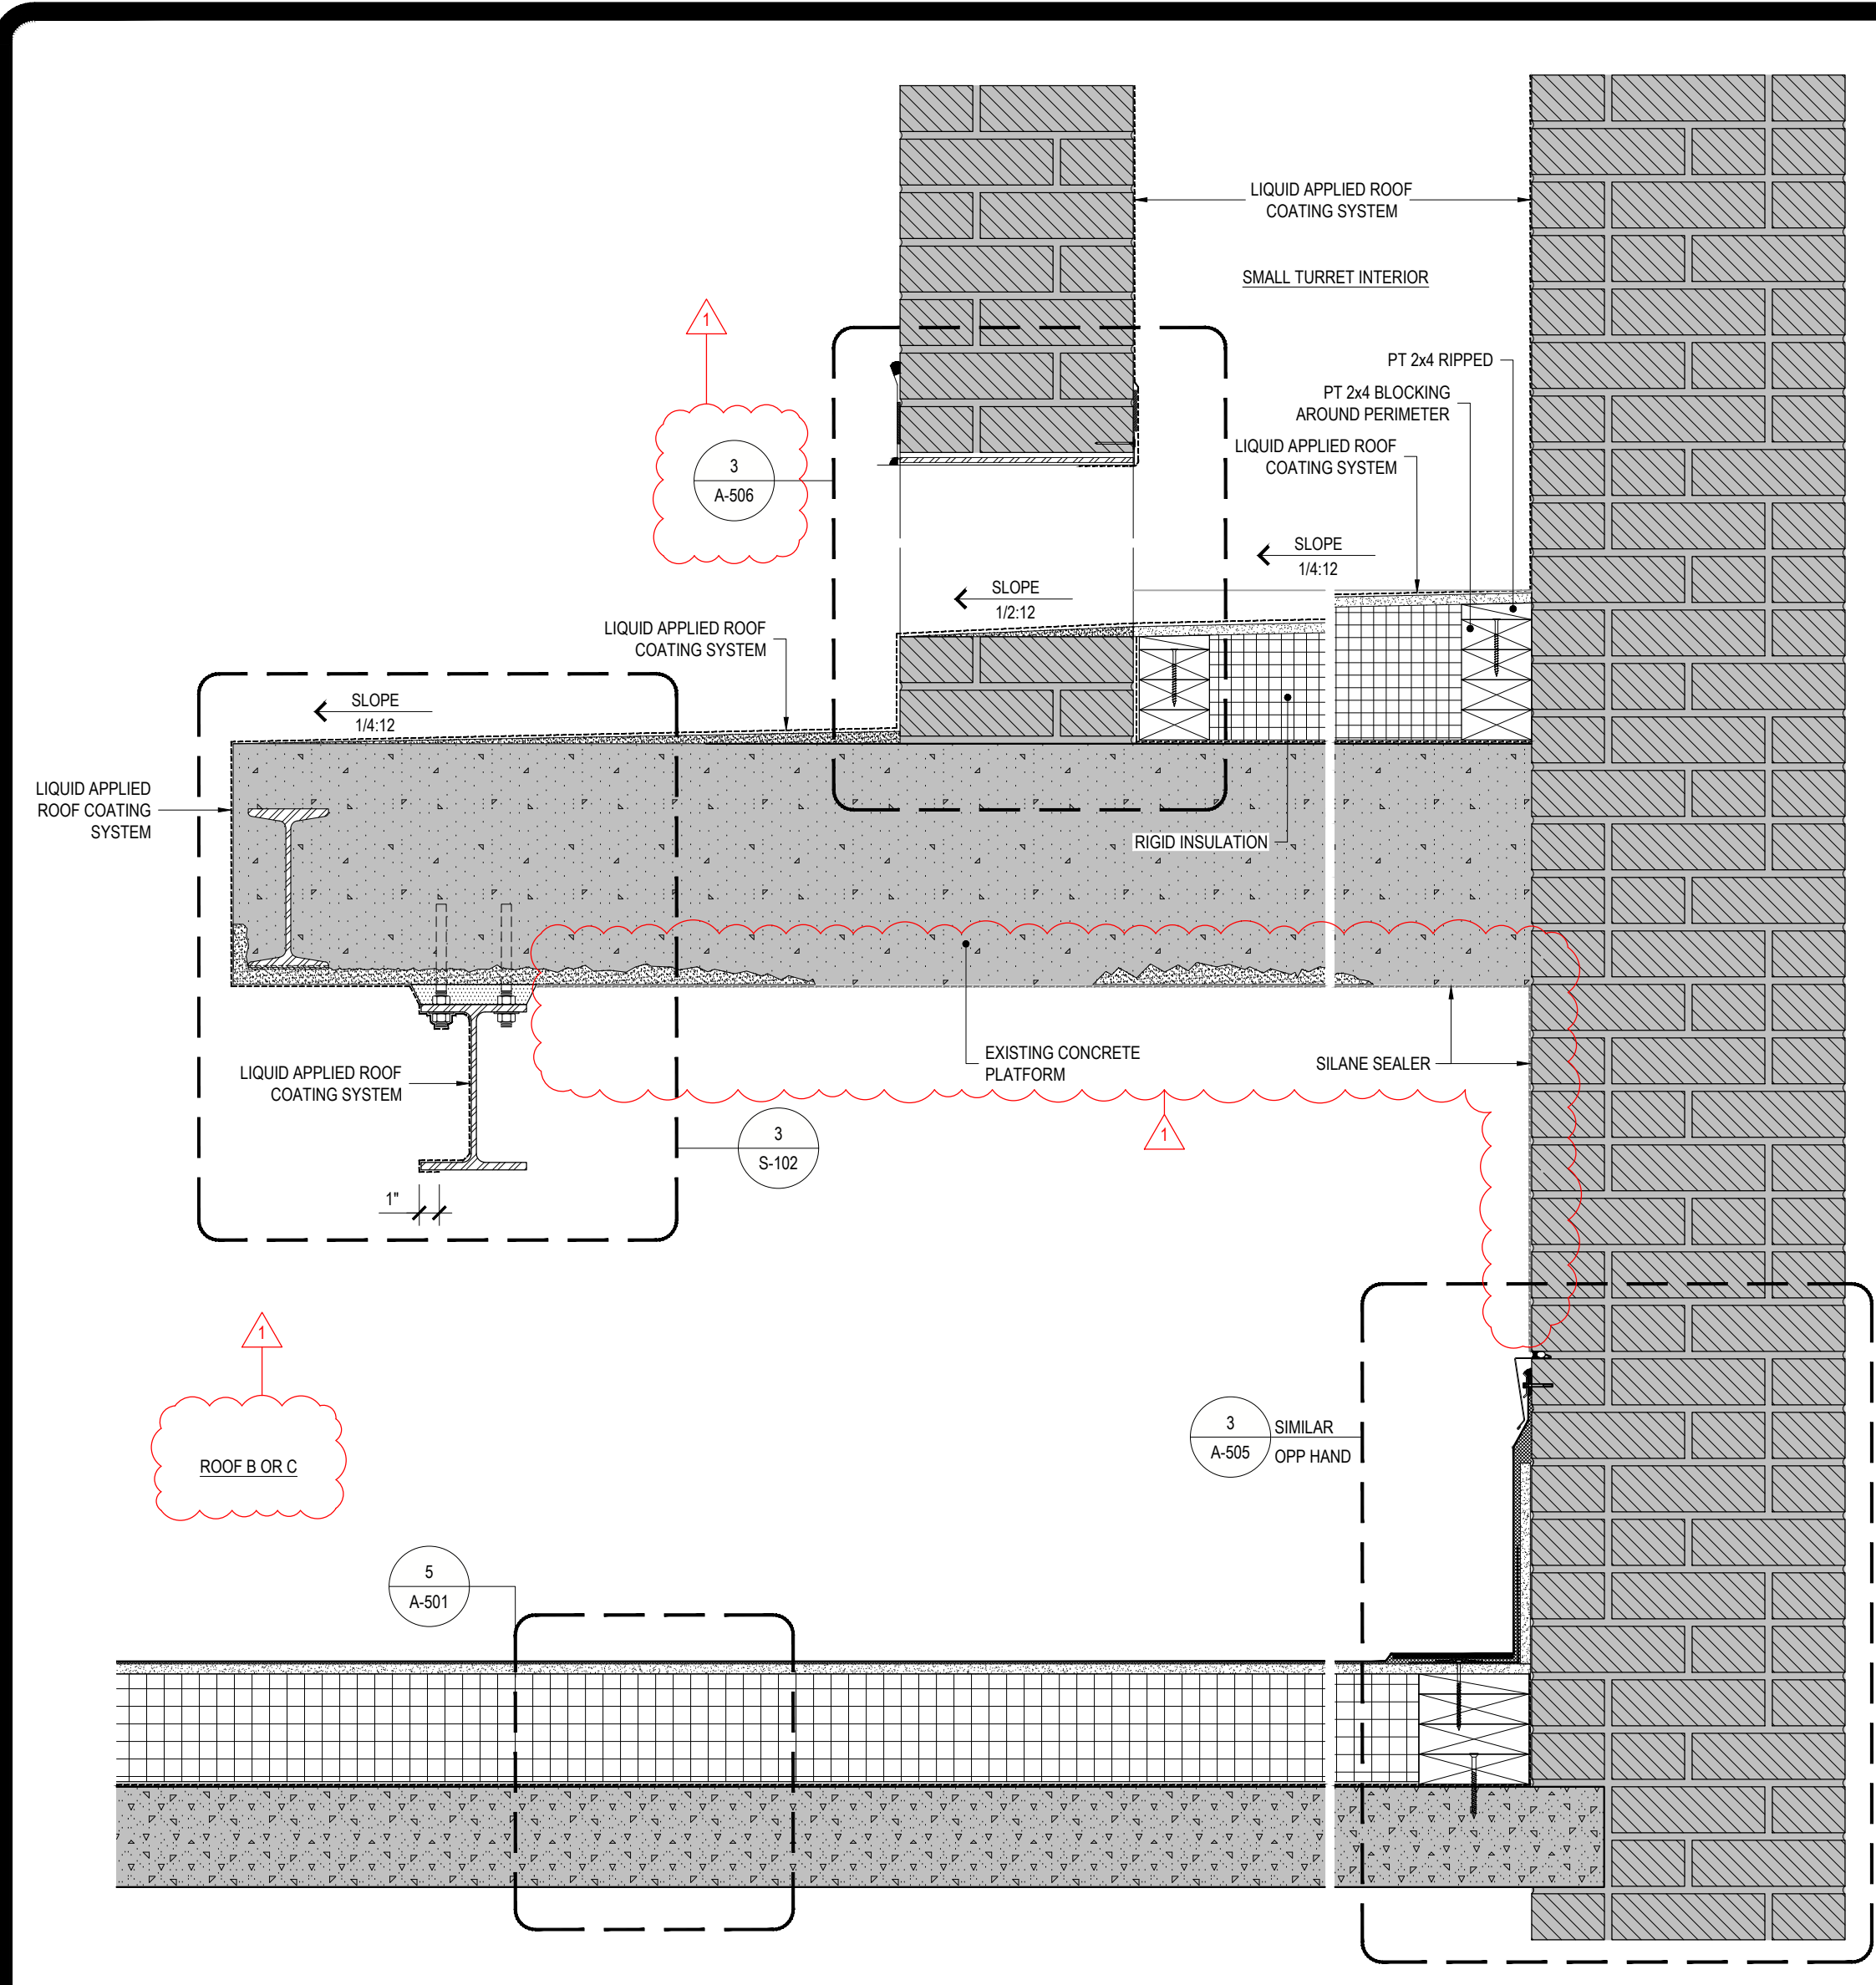 LIQUID APPLIED ROOF
COATING SYSTEM
SMALL TURRET INTERIOR
1
PT 2x4 RIPPED
PT 2x4 BLOCKING
AROUND PERIMETER
LIQUID APPLIED ROOF
COATING SYSTEM
3
A-506
SLOPE
1/4:12
SLOPE
1/2:12
LIQUID APPLIED ROOF
COATING SYSTEM
SLOPE
1/4:12
LIQUID APPLIED
ROOF COATING
SYSTEM
RIGID INSULATION
EXISTING CONCRETE
PLATFORM
SILANE SEALER
LIQUID APPLIED ROOF
COATING SYSTEM
1
3
S-102
1"
1
ROOF B OR C
3
A-505
SIMILAR
OPP HAND
5
A-501